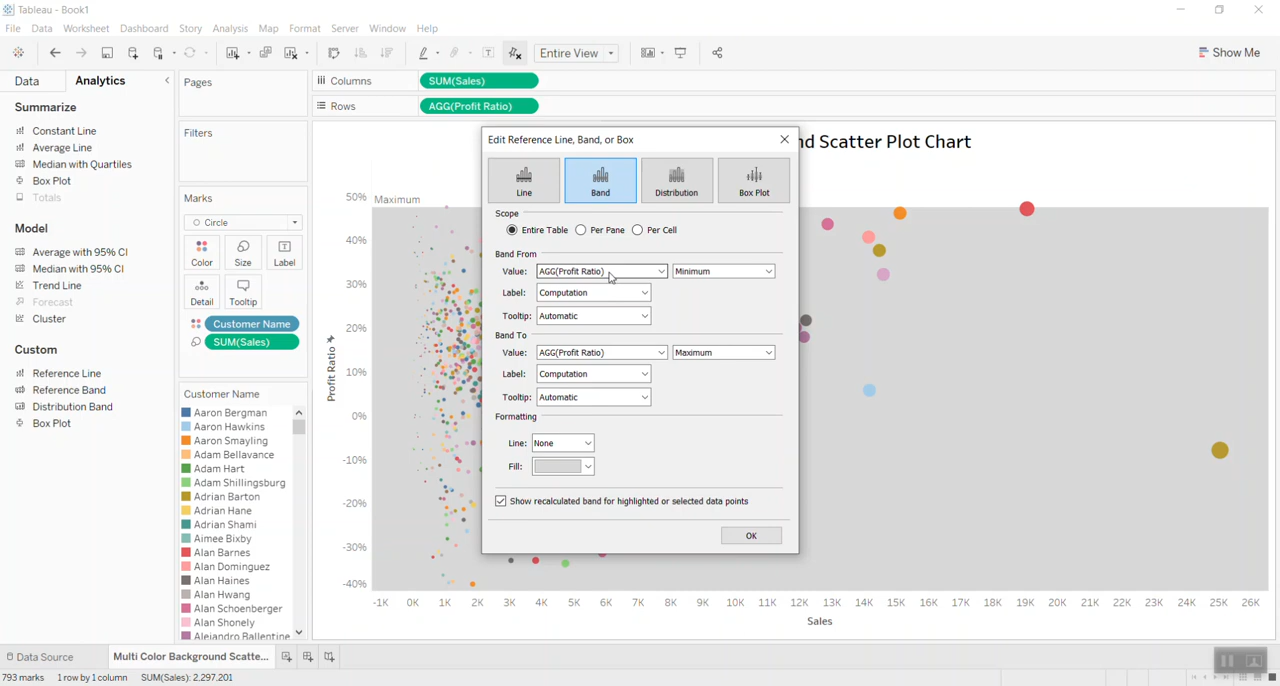 Tableau - Book1
File Data Worksheet Dashboard Story Analysis Map Format Server Window Help
Entire View
Show Me
Data Analytics
Pages
Columns SUM(Sales)
Rows AGG(Profit Ratio)
Summarize
Constant Line
Average Line
Median with Quartiles
Box Plot
Totals
Model
Average with 95% CI
Median with 95% CI
Trend Line
Forecast
Cluster
Custom
Reference Line
Reference Band
Distribution Band
Box Plot
Filters
Marks
Circle
Color Size Label
Detail Tooltip
Customer Name
SUM(Sales)
Customer Name
Aaron Bergman
Aaron Hawkins
Aaron Smayling
Adam Bellavance
Adam Hart
Adam Shillingsburg
Adrian Barton
Adrian Hane
Adrian Shami
Aimee Bixby
Alan Barnes
Alan Dominguez
Alan Haines
Alan Hwang
Alan Schoenberger
Alan Shonely
Alejandro Ballentine
nd Scatter Plot Chart
Maximum
50%
40%
30%
20%
10%
0%
-10%
-20%
-30%
-40%
Profit Ratio
-1K 0K 1K 2K 3K 4K 5K 6K 7K 8K 9K 10K 11K 12K 13K 14K 15K 16K 17K 18K 19K 20K 21K 22K 23K 24K 25K 26K
Sales
Edit Reference Line, Band, or Box
Line Band Distribution Box Plot
Scope
Entire Table Per Pane Per Cell
Band From
Value: AGG(Profit Ratio) Minimum
Label: Computation
Tooltip: Automatic
Band To
Value: AGG(Profit Ratio) Maximum
Label: Computation
Tooltip: Automatic
Formatting
Line: None
Fill:
Show recalculated band for highlighted or selected data points
OK
Data Source Multi Color Background Scatte...
793 marks 1 row by 1 column SUM(Sales): 2,297,201